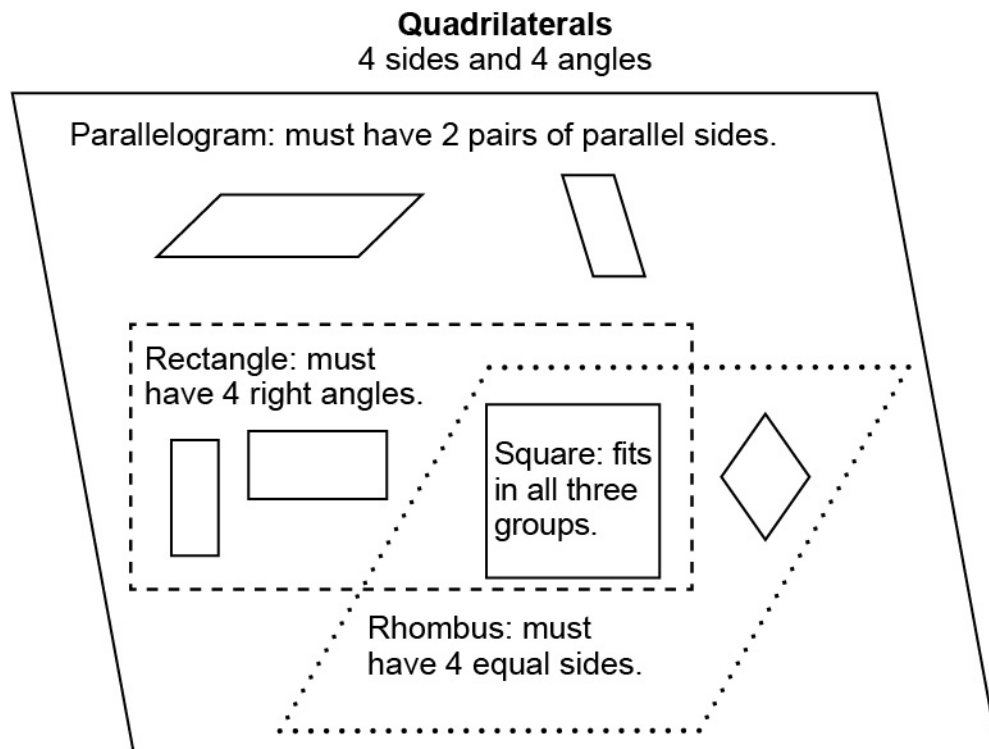 Quadrilaterals
4 sides and 4 angles
Parallelogram: must have 2 pairs of parallel sides.
Rectangle: must
have 4 right angles.
Square: fits
in all three
groups.
Rhombus: must
have 4 equal sides.